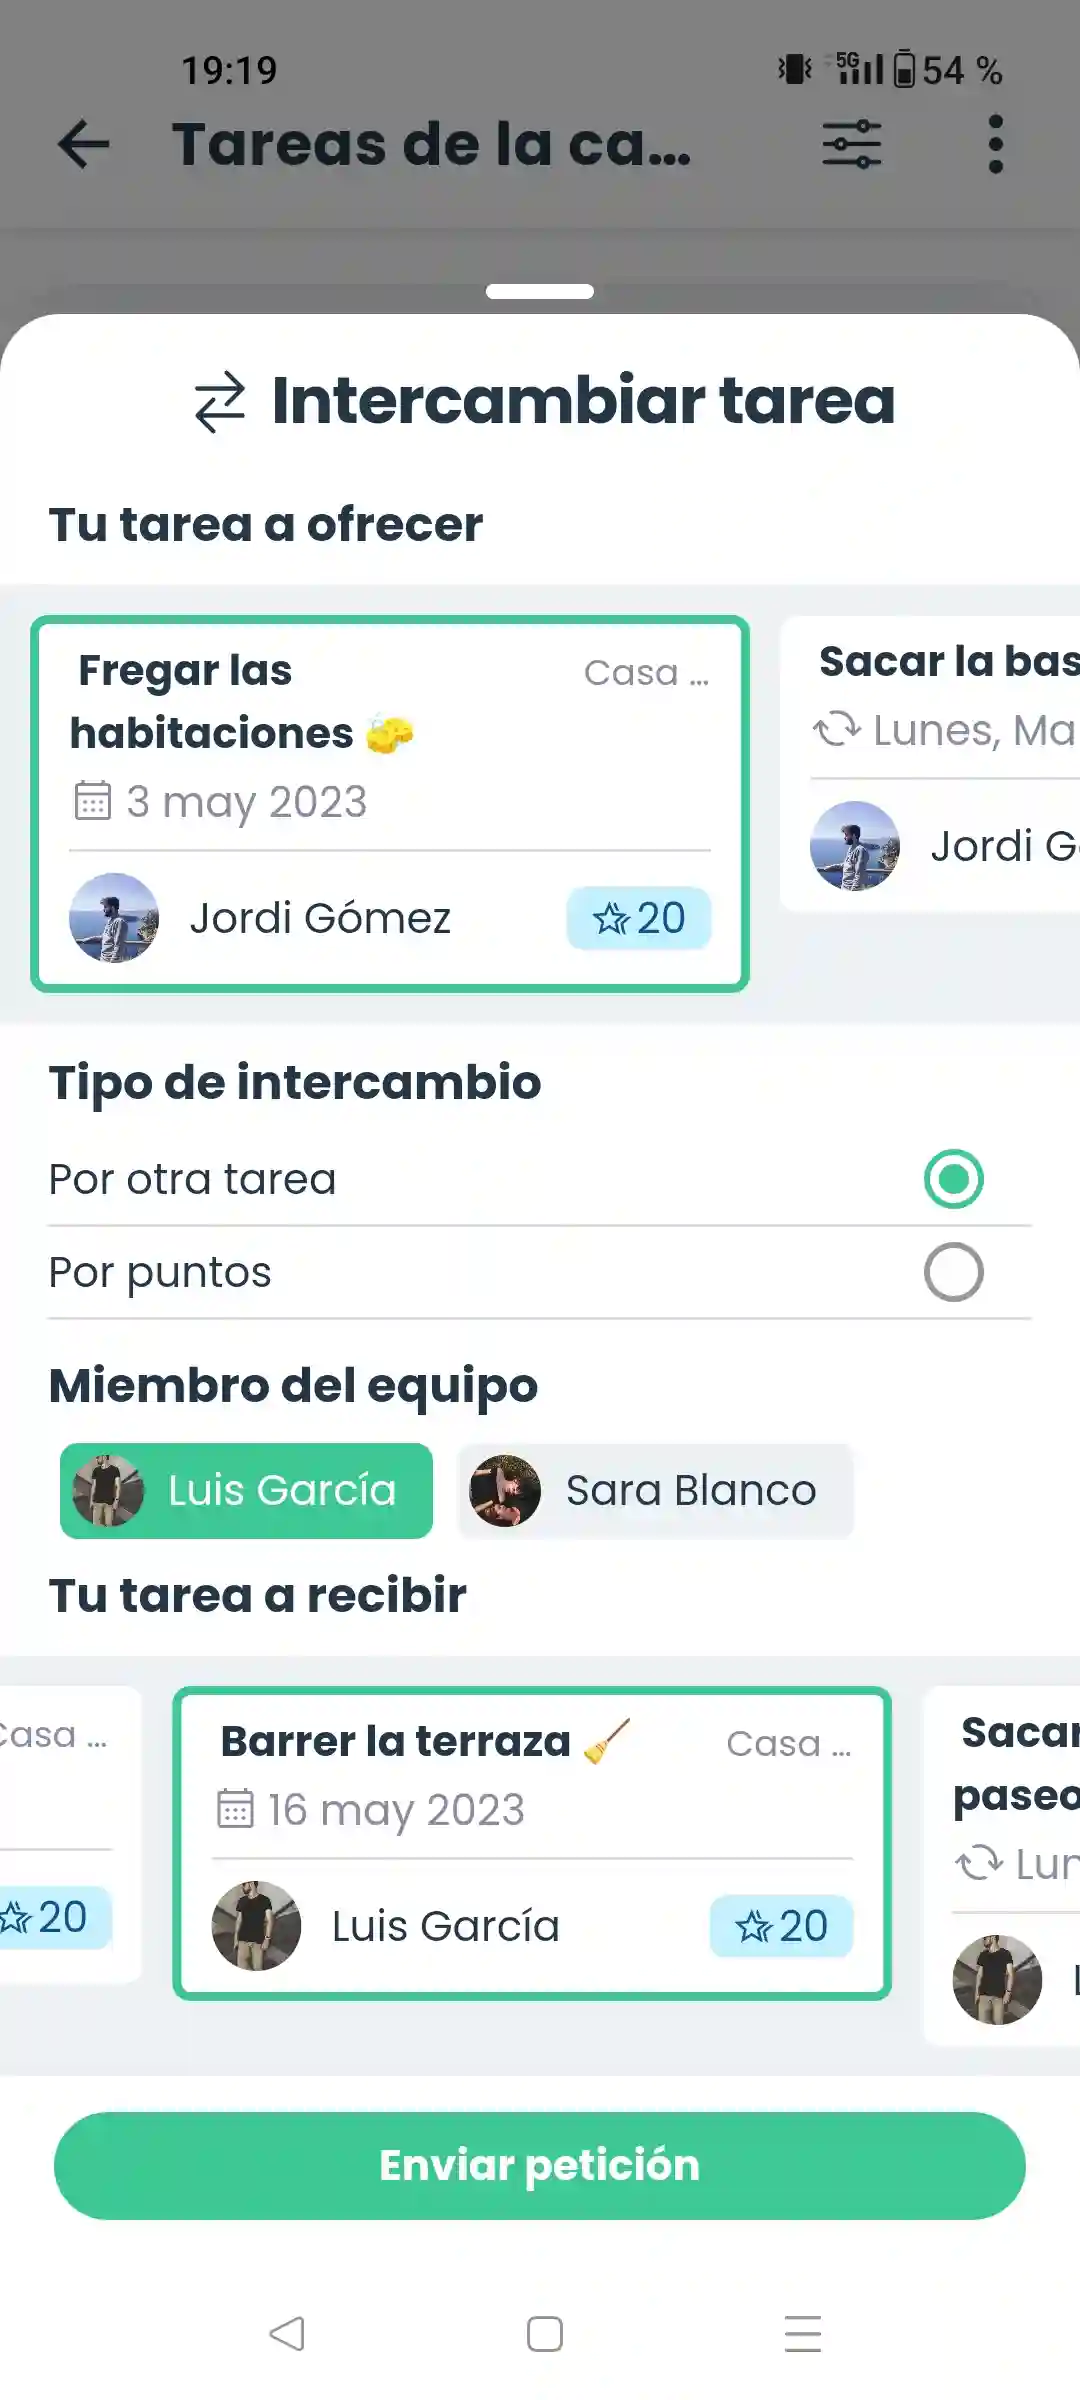 19:19
5G 54 %
Tareas de la ca...
Intercambiar tarea
Tu tarea a ofrecer
Fregar las
habitaciones
Casa ...
3 may 2023
Jordi Gómez
20
Sacar la bas
Lunes, Ma
Jordi G
Tipo de intercambio
Por otra tarea
Por puntos
Miembro del equipo
Luis García
Sara Blanco
Tu tarea a recibir
Casa ...
20
Barrer la terraza
Casa ...
16 may 2023
Luis García
20
Sacar
paseo
Lun
L
Enviar petición